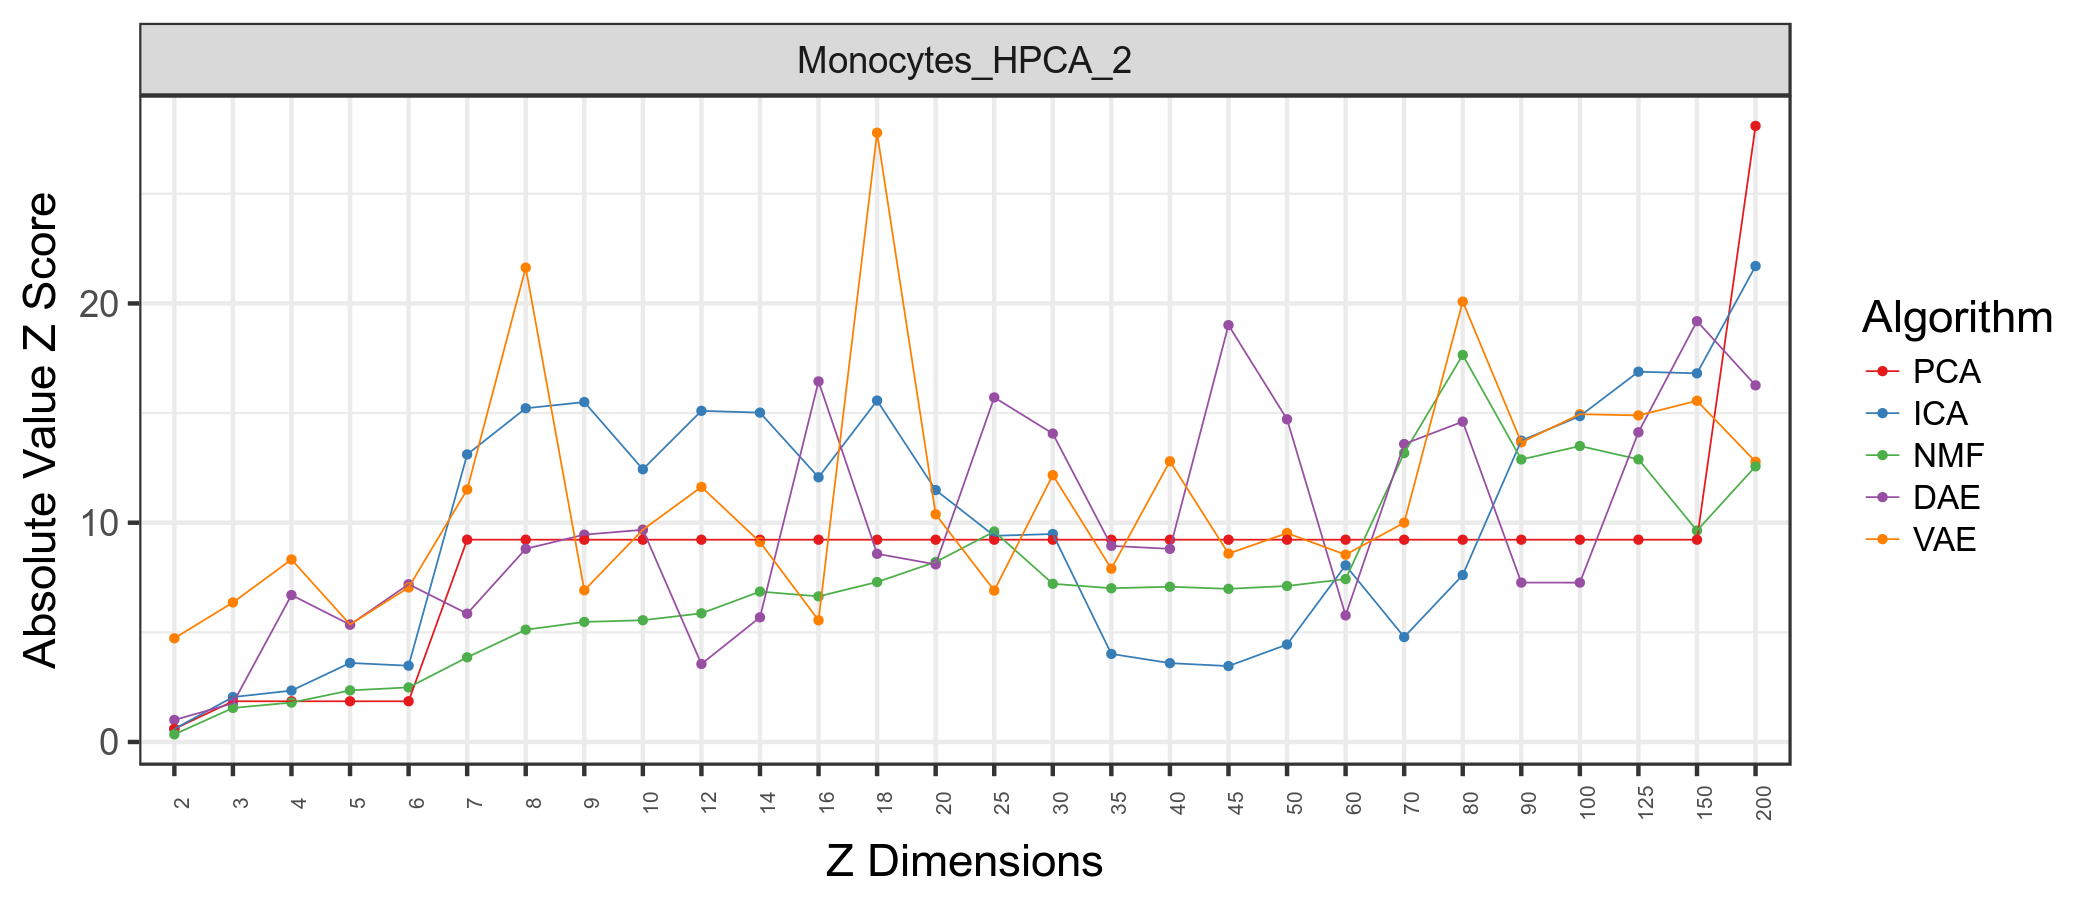 Monocytes_HPCA_2
Absolute Value Z Score
20
10
0
2 3 4 5 6 7 8 9 10 12 14 16 18 20 25 30 35 40 45 50 60 70 80 90 100 125 150 200
Z Dimensions
Algorithm
PCA
ICA
NMF
DAE
VAE